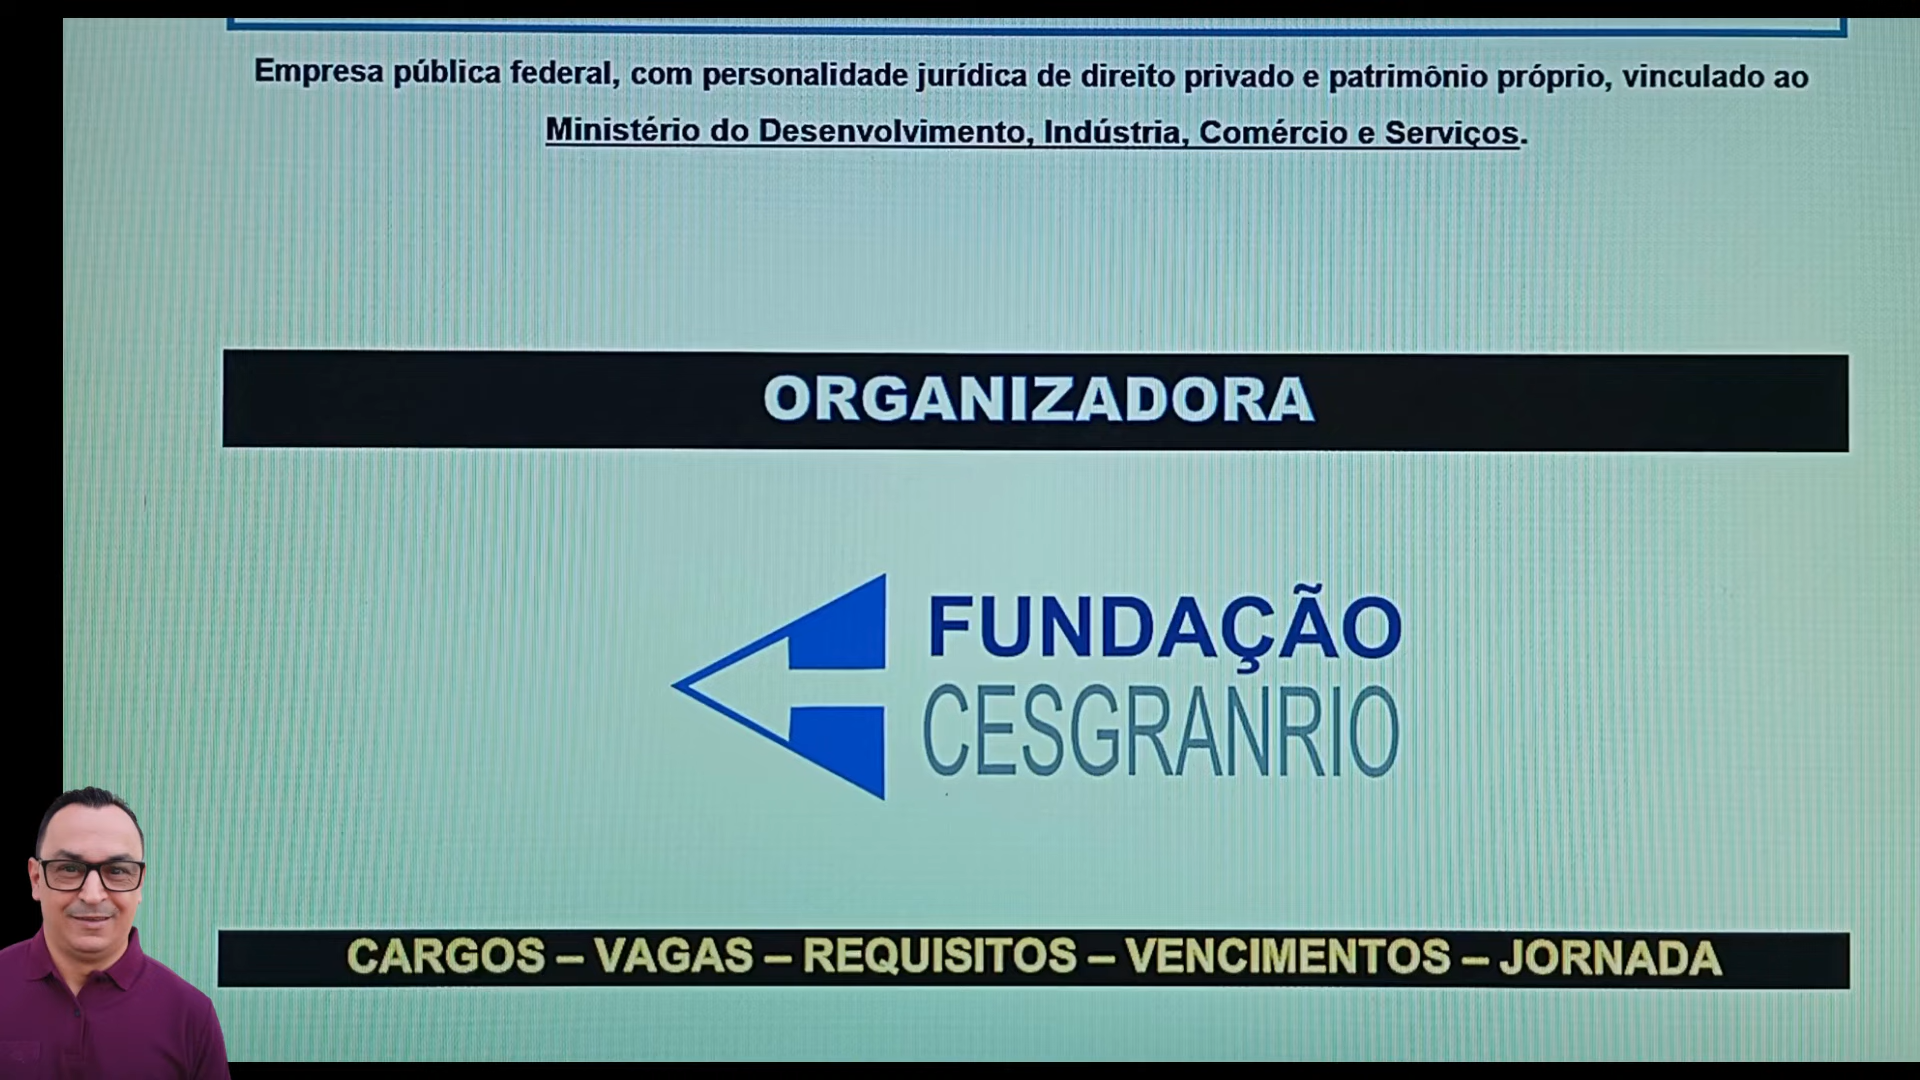 Empresa pública federal, com personalidade jurídica de direito privado e patrimônio próprio, vinculado ao
Ministério do Desenvolvimento, Indústria, Comércio e Serviços.
ORGANIZADORA
FUNDAÇÃO
CESGRANRIO
CARGOS – VAGAS – REQUISITOS – VENCIMENTOS – JORNADA